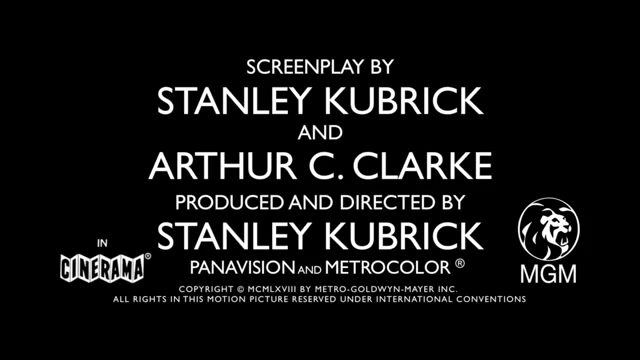 SCREENPLAY BY
STANLEY KUBRICK
AND
ARTHUR C. CLARKE
PRODUCED AND DIRECTED BY
STANLEY KUBRICK
IN
CINERAMA®
PANAVISION AND METROCOLOR ®
MGM
COPYRIGHT © MCMLXVIII BY METRO-GOLDWYN-MAYER INC.
ALL RIGHTS IN THIS MOTION PICTURE RESERVED UNDER INTERNATIONAL CONVENTIONS